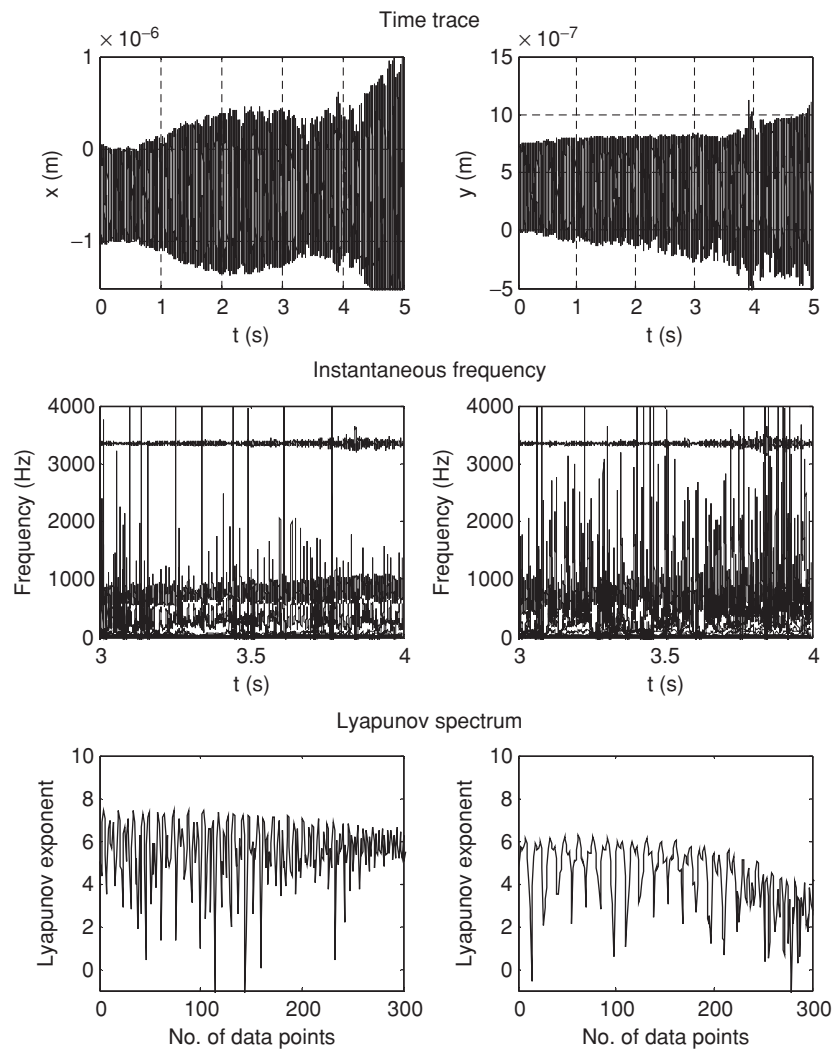 Time trace
× 10–6
1
0
–1
x (m)
0 1 2 3 4 5
t (s)
× 10–7
15
10
5
0
–5
y (m)
0 1 2 3 4 5
t (s)
Instantaneous frequency
4000
3000
2000
1000
0
Frequency (Hz)
3 3.5 4
t (s)
4000
3000
2000
1000
0
Frequency (Hz)
3 3.5 4
t (s)
Lyapunov spectrum
10
8
6
4
2
0
Lyapunov exponent
0 100 200 300
No. of data points
10
8
6
4
2
0
Lyapunov exponent
0 100 200 300
No. of data points